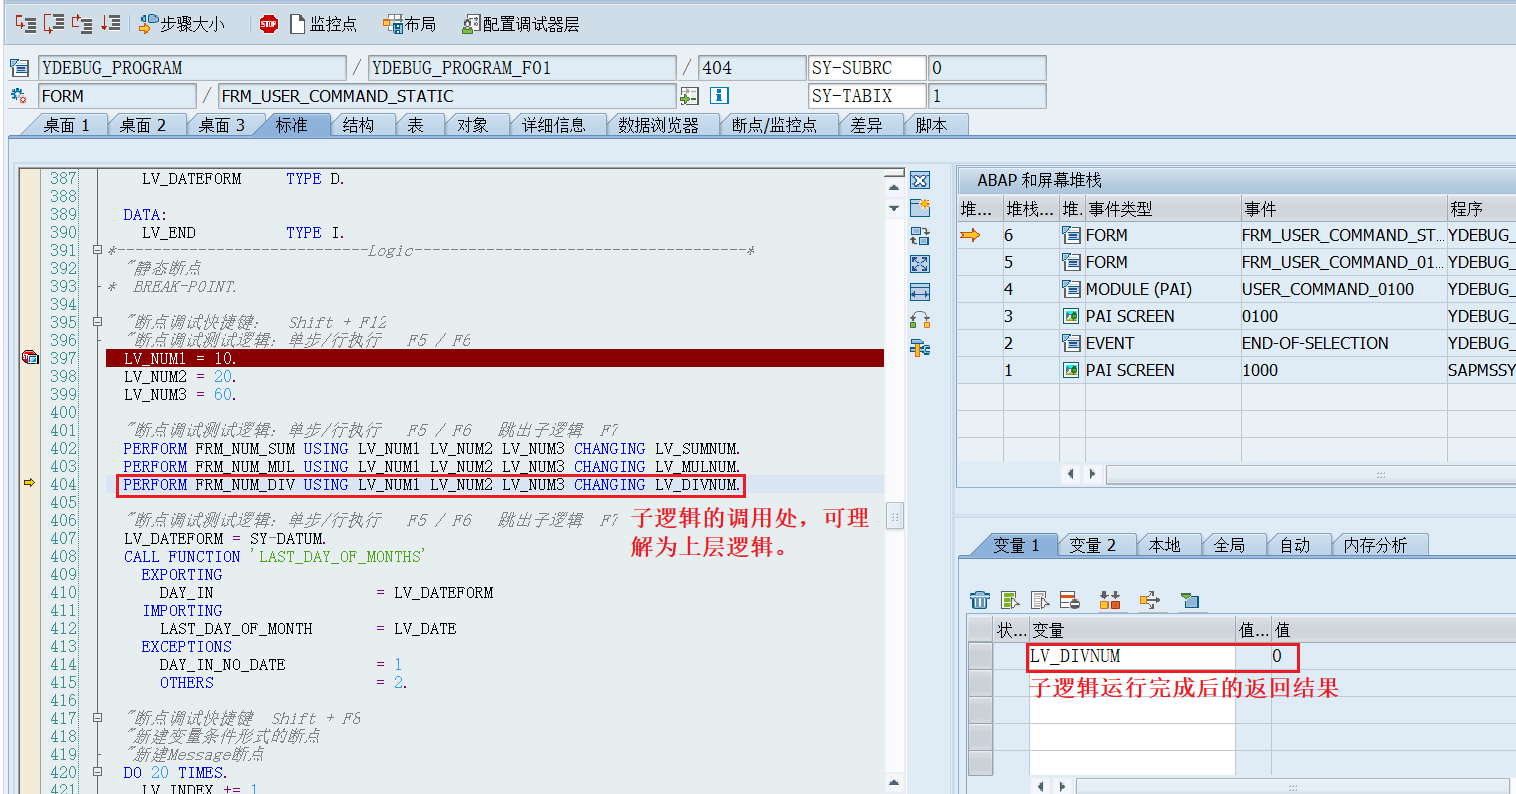 步骤大小 STOP 监控点 布局 配置调试器层
YDEBUG_PROGRAM / YDEBUG_PROGRAM_F01 / 404 SY-SUBRC 0
FORM / FRM_USER_COMMAND_STATIC SY-TABIX 1
桌面 1 桌面 2 桌面 3 标准 结构 表 对象 详细信息 数据浏览器 断点/监控点 差异 脚本
387 LV_DATEFORM TYPE D.
388
389 DATA:
390 LV_END TYPE I.
391 *----------------------------Logic-------------------------------------*
392 "静态断点
393 * BREAK-POINT.
394
395 "断点调试快捷键: Shift + F12
396 "断点调试测试逻辑: 单步/行执行 F5 / F6
397 LV_NUM1 = 10.
398 LV_NUM2 = 20.
399 LV_NUM3 = 60.
400
401 "断点调试测试逻辑: 单步/行执行 F5 / F6 跳出子逻辑 F7
402 PERFORM FRM_NUM_SUM USING LV_NUM1 LV_NUM2 LV_NUM3 CHANGING LV_SUMNUM.
403 PERFORM FRM_NUM_MUL USING LV_NUM1 LV_NUM2 LV_NUM3 CHANGING LV_MULNUM.
404 PERFORM FRM_NUM_DIV USING LV_NUM1 LV_NUM2 LV_NUM3 CHANGING LV_DIVNUM.
405
406 "断点调试测试逻辑: 单步/行执行 F5 / F6 跳出子逻辑 F7
407 LV_DATEFORM = SY-DATUM.
408 CALL FUNCTION 'LAST_DAY_OF_MONTHS'
409 EXPORTING
410 DAY_IN = LV_DATEFORM
411 IMPORTING
412 LAST_DAY_OF_MONTH = LV_DATE
413 EXCEPTIONS
414 DAY_IN_NO_DATE = 1
415 OTHERS = 2.
416
417 "断点调试快捷键 Shift + F8
418 "新建变量条件形式的断点
419 "新建Message断点
420 DO 20 TIMES.
421 LV_INDEX += 1
子逻辑的调用处，可理
解为上层逻辑。
ABAP 和屏幕堆栈
堆... 堆栈... 堆. 事件类型 事件 程序
6 FORM FRM_USER_COMMAND_ST... YDEBUG_
5 FORM FRM_USER_COMMAND_01... YDEBUG_
4 MODULE (PAI) USER_COMMAND_0100 YDEBUG_
3 PAI SCREEN 0100 YDEBUG_
2 EVENT END-OF-SELECTION YDEBUG_
1 PAI SCREEN 1000 SAPMSSY
变量 1 变量 2 本地 全局 自动 内存分析
状... 变量 值... 值
LV_DIVNUM 0
子逻辑运行完成后的返回结果